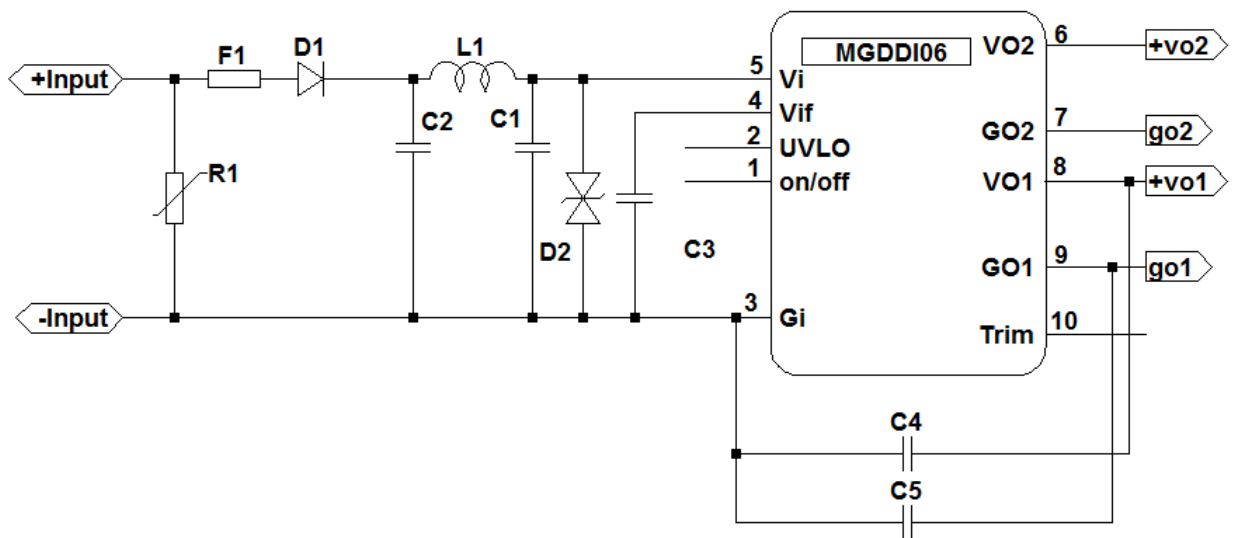 MGDDI06
VO2
6
+vo2
+Input
F1
D1
L1
5
Vi
C2
C1
4
Vif
GO2
7
go2
2
UVLO
R1
1
on/off
VO1
8
+vo1
D2
C3
GO1
9
go1
-Input
3
Gi
Trim
10
C4
C5